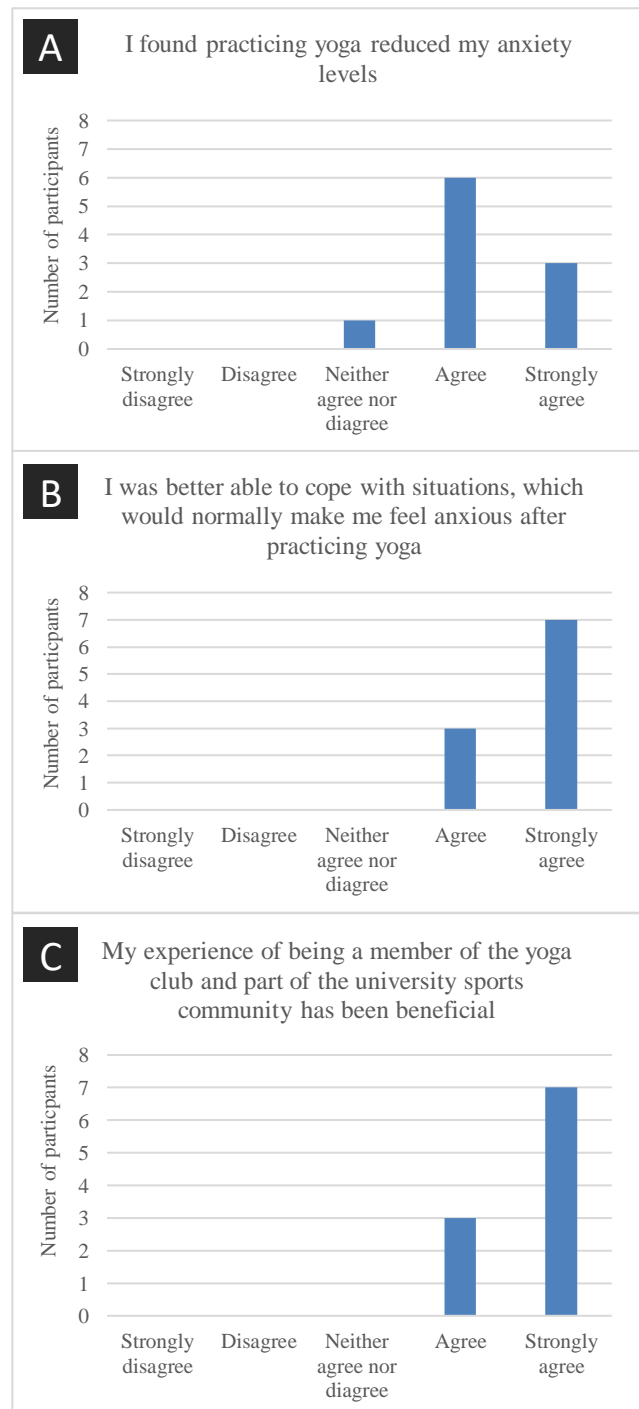 A
I found practicing yoga reduced my anxiety
levels
Number of participants
8
7
6
5
4
3
2
1
0
Strongly disagree Disagree Neither agree nor diagree Agree Strongly agree
B
I was better able to cope with situations, which
would normally make me feel anxious after
practicing yoga
Number of particpants
8
7
6
5
4
3
2
1
0
Strongly disagree Disagree Neither agree nor diagree Agree Strongly agree
C
My experience of being a member of the yoga
club and part of the university sports
community has been beneficial
Number of particpants
8
7
6
5
4
3
2
1
0
Strongly disagree Disagree Neither agree nor diagree Agree Strongly agree